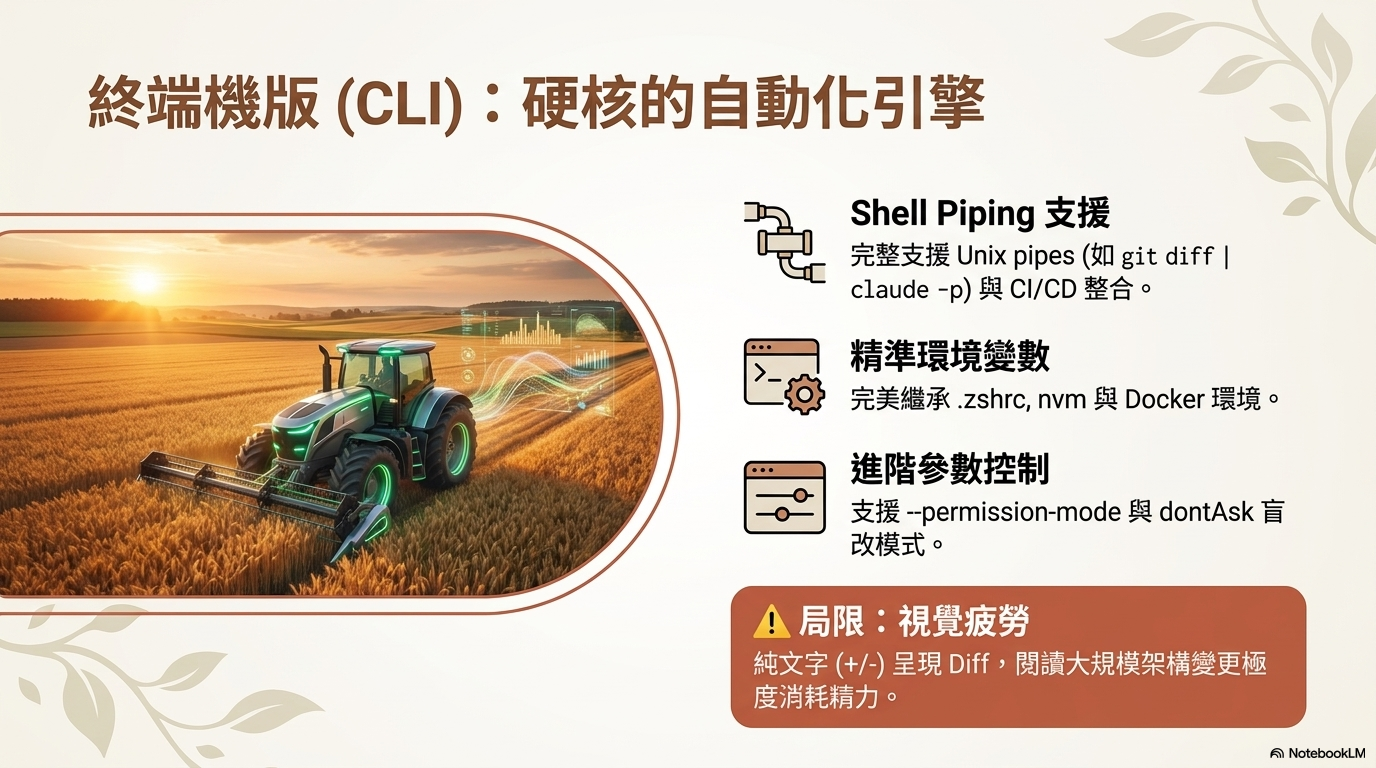 終端機版 (CLI)：硬核的自動化引擎
Shell Piping 支援
完整支援 Unix pipes (如 git diff |
claude -p) 與 CI/CD 整合。
精準環境變數
完美繼承 .zshrc, nvm 與 Docker 環境。
進階參數控制
支援 --permission-mode 與 dontAsk 盲
改模式。
⚠️ 局限：視覺疲勞
純文字 (+/-) 呈現 Diff，閱讀大規模架構變更極
度消耗精力。
NotebookLM